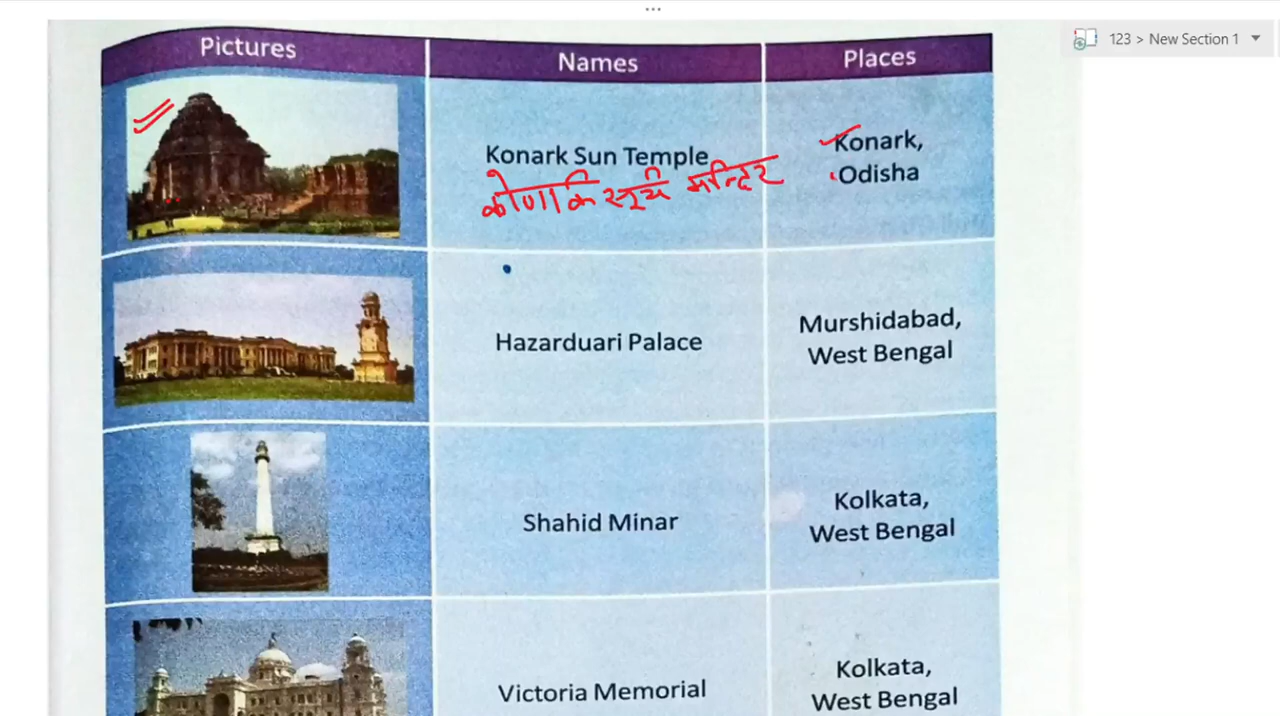 ...
123 > New Section 1
Pictures
Names
Places
Konark Sun Temple
कोणार्क सूर्य मन्दिर
Konark,
Odisha
Hazarduari Palace
Murshidabad,
West Bengal
Shahid Minar
Kolkata,
West Bengal
Victoria Memorial
Kolkata,
West Bengal